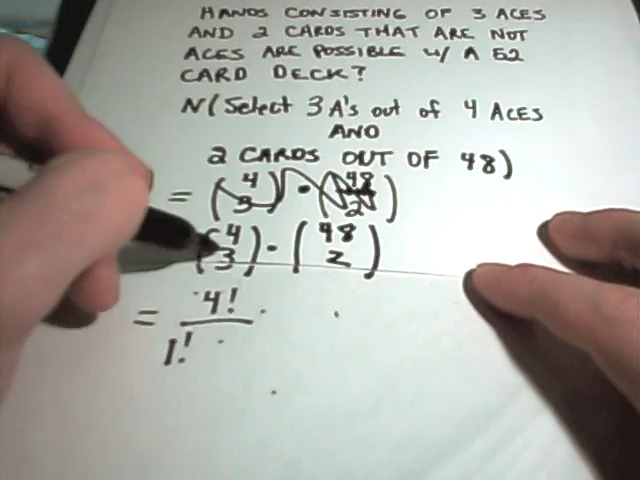 HANDS CONSISTING OF 3 ACES
AND 2 CARDS THAT ARE NOT
ACES ARE POSSIBLE W/ A 52
CARD DECK?
N(Select 3 A's out of 4 ACES
AND
2 CARDS OUT OF 48)
= (4 3) · (48 2)
(4 3) · (48 2)
= 4!
1!